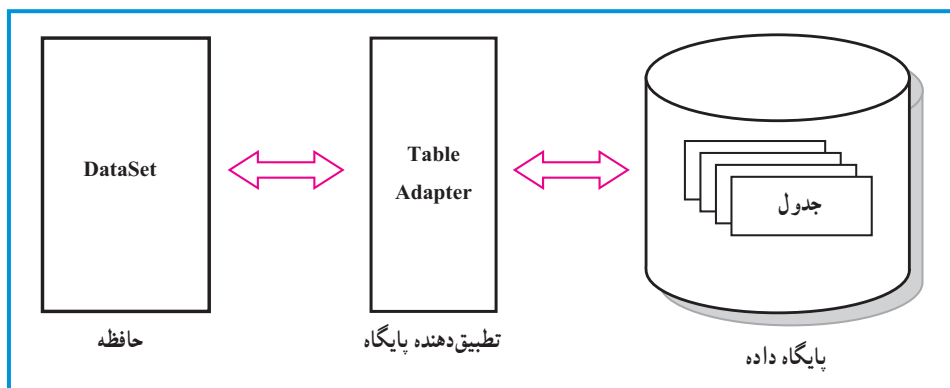 DataSet
Table
Adapter
جدول
حافظه
تطبیق‌دهنده پایگاه
پایگاه داده